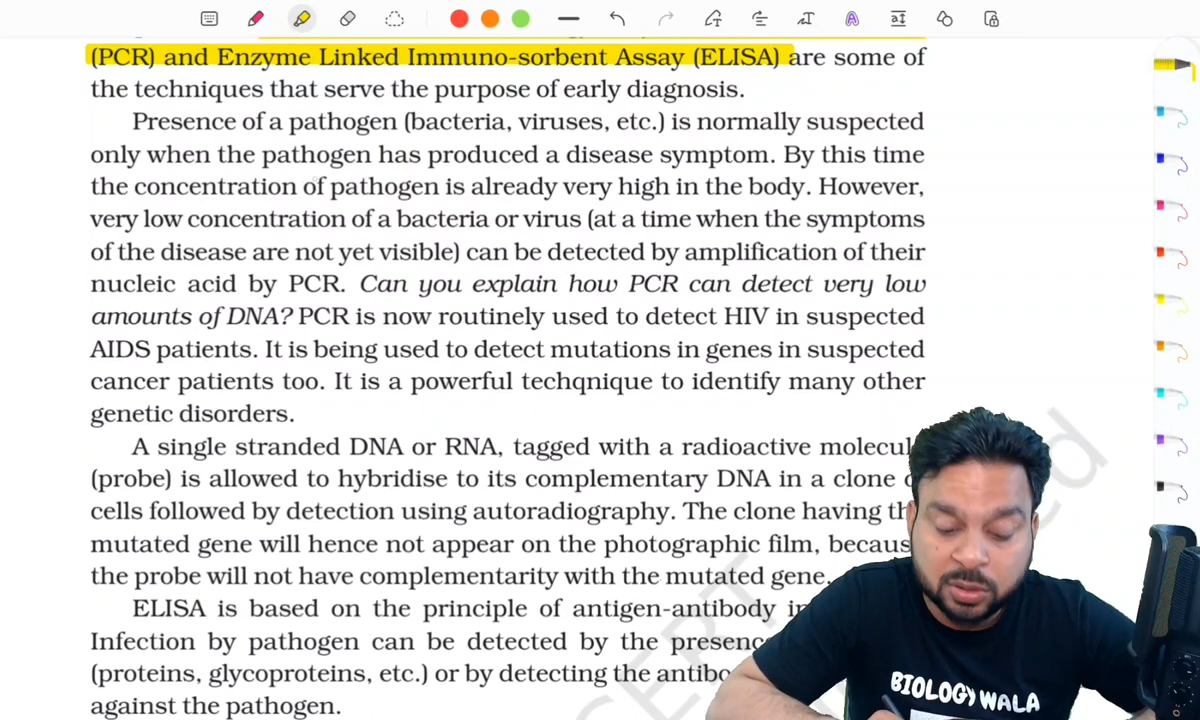 (PCR) and Enzyme Linked Immuno-sorbent Assay (ELISA) are some of
the techniques that serve the purpose of early diagnosis.
Presence of a pathogen (bacteria, viruses, etc.) is normally suspected
only when the pathogen has produced a disease symptom. By this time
the concentration of pathogen is already very high in the body. However,
very low concentration of a bacteria or virus (at a time when the symptoms
of the disease are not yet visible) can be detected by amplification of their
nucleic acid by PCR. Can you explain how PCR can detect very low
amounts of DNA? PCR is now routinely used to detect HIV in suspected
AIDS patients. It is being used to detect mutations in genes in suspected
cancer patients too. It is a powerful techqnique to identify many other
genetic disorders.
A single stranded DNA or RNA, tagged with a radioactive molecul
(probe) is allowed to hybridise to its complementary DNA in a clone
cells followed by detection using autoradiography. The clone having th
mutated gene will hence not appear on the photographic film, becaus
the probe will not have complementarity with the mutated gene.
ELISA is based on the principle of antigen-antibody in
Infection by pathogen can be detected by the presenc
(proteins, glycoproteins, etc.) or by detecting the antibo
against the pathogen.
BIOLOGY WALA